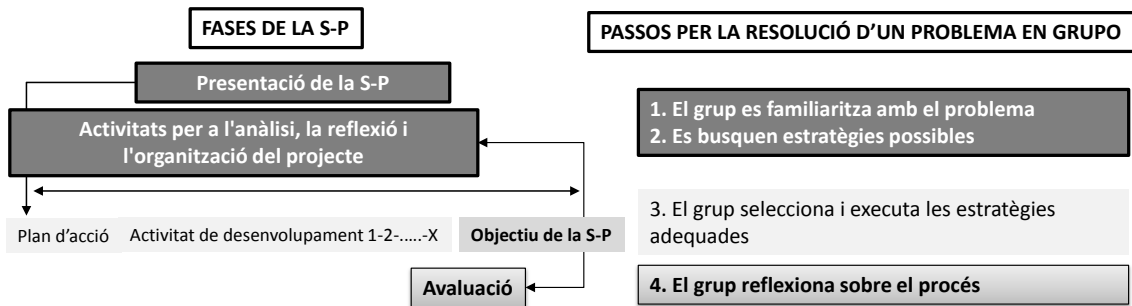 FASES DE LA S-P
Presentació de la S-P
Activitats per a l'anàlisi, la reflexió i
l'organització del projecte
Plan d’acció
Activitat de desenvolupament 1-2-.....-X
Objectiu de la S-P
Avaluació
PASSOS PER LA RESOLUCIÓ D’UN PROBLEMA EN GRUPO
1. El grup es familiaritza amb el problema
2. Es busquen estratègies possibles
3. El grup selecciona i executa les estratègies
adequades
4. El grup reflexiona sobre el procés